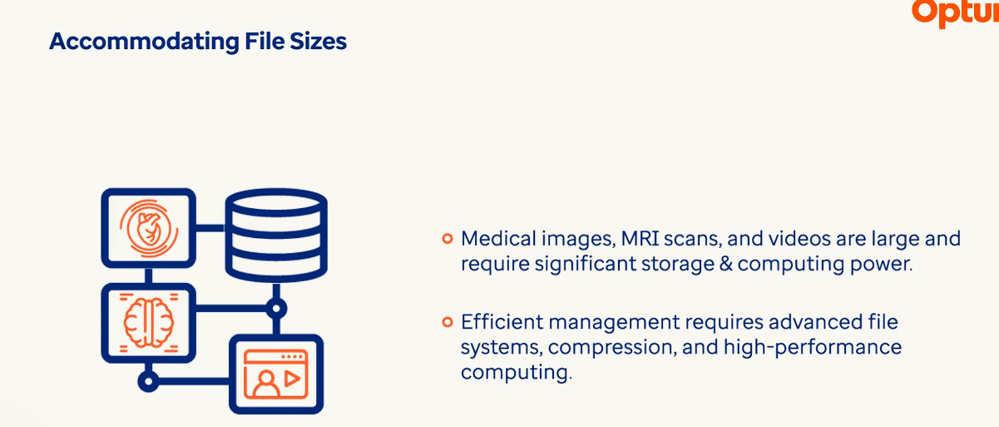 Optu
Accommodating File Sizes
Medical images, MRI scans, and videos are large and
require significant storage & computing power.
Efficient management requires advanced file
systems, compression, and high-performance
computing.